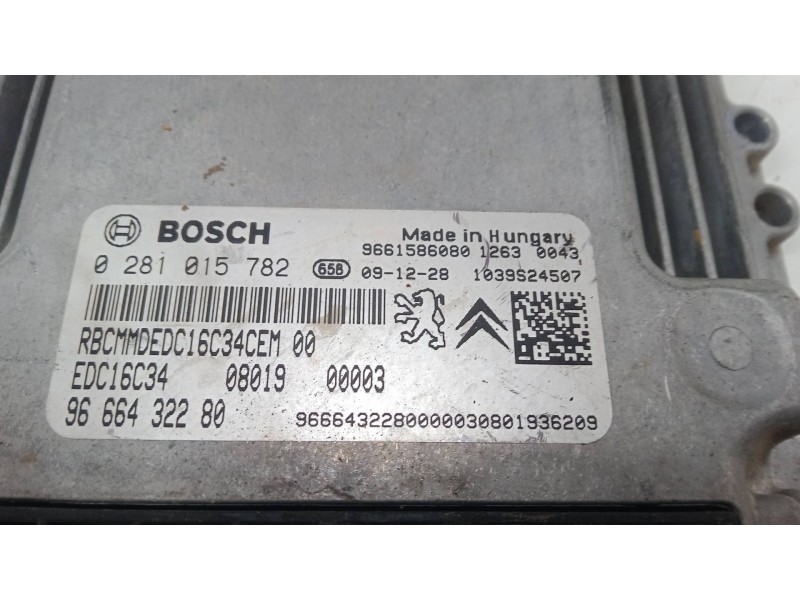 BOSCH Made in Hungary
9661586080 1263 0043
0 281 015 782 658 09-12-28 1039S24507
RBCMMDEDC16C34CEM 00
EDC16C34 08019 00003
96 664 322 80 9666432280000030801936209